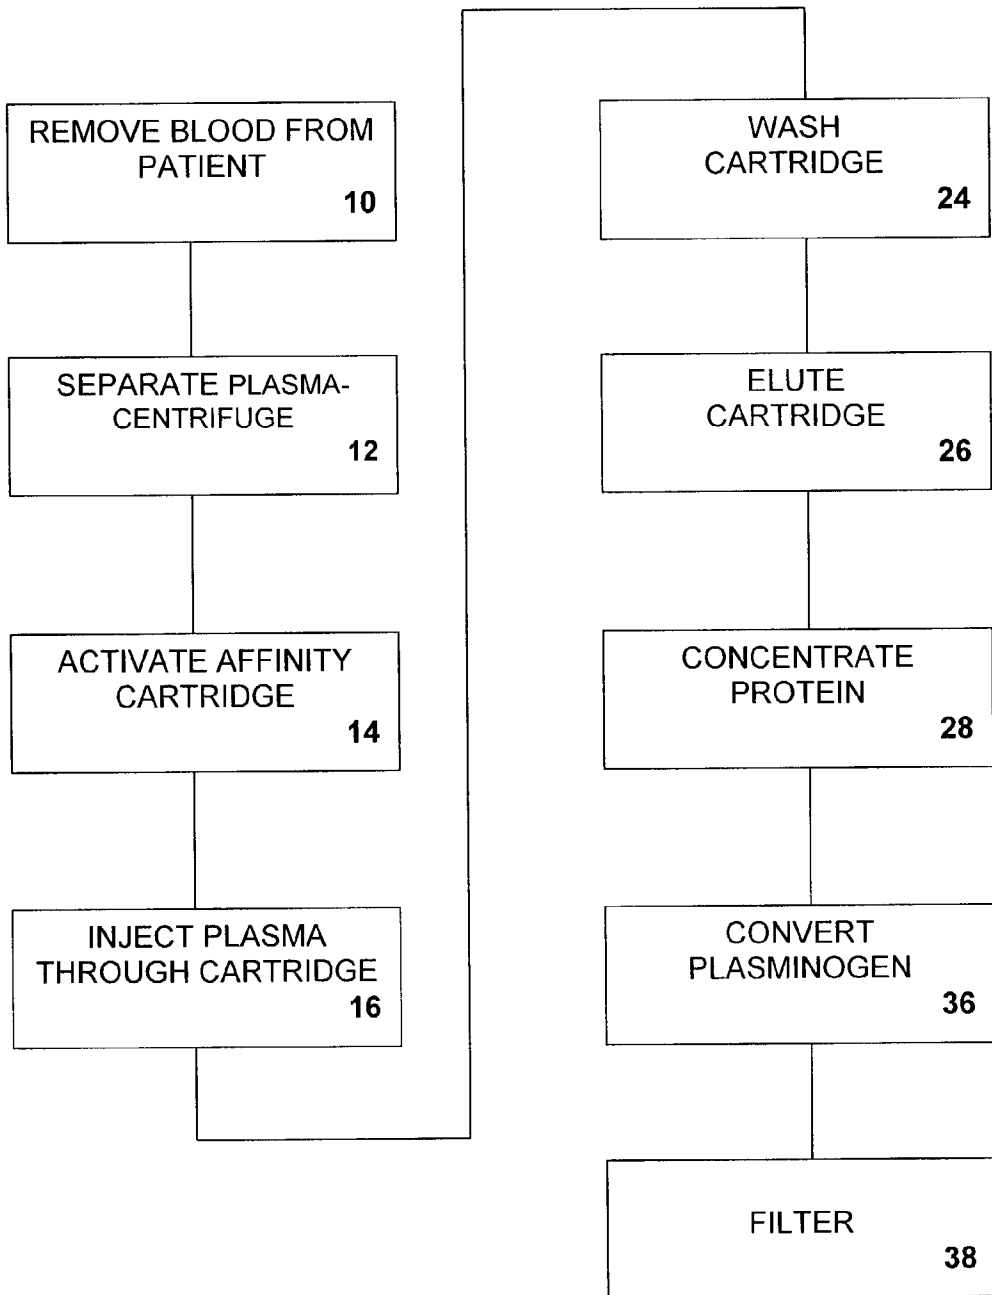 REMOVE BLOOD FROM
PATIENT
10
SEPARATE PLASMA-
CENTRIFUGE
12
ACTIVATE AFFINITY
CARTRIDGE
14
INJECT PLASMA
THROUGH CARTRIDGE
16
WASH
CARTRIDGE
24
ELUTE
CARTRIDGE
26
CONCENTRATE
PROTEIN
28
CONVERT
PLASMINOGEN
36
FILTER
38